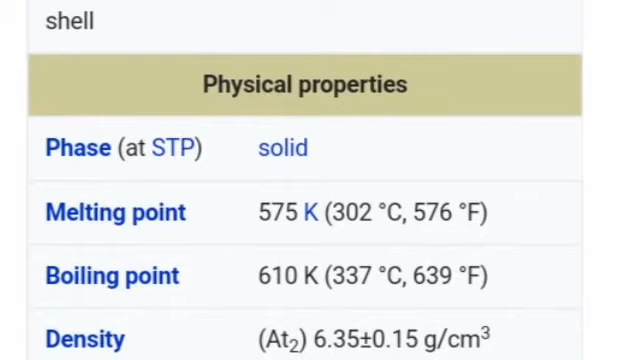 shell
Physical properties
Phase (at STP) solid
Melting point 575 K (302 °C, 576 °F)
Boiling point 610 K (337 °C, 639 °F)
Density (At₂) 6.35±0.15 g/cm³